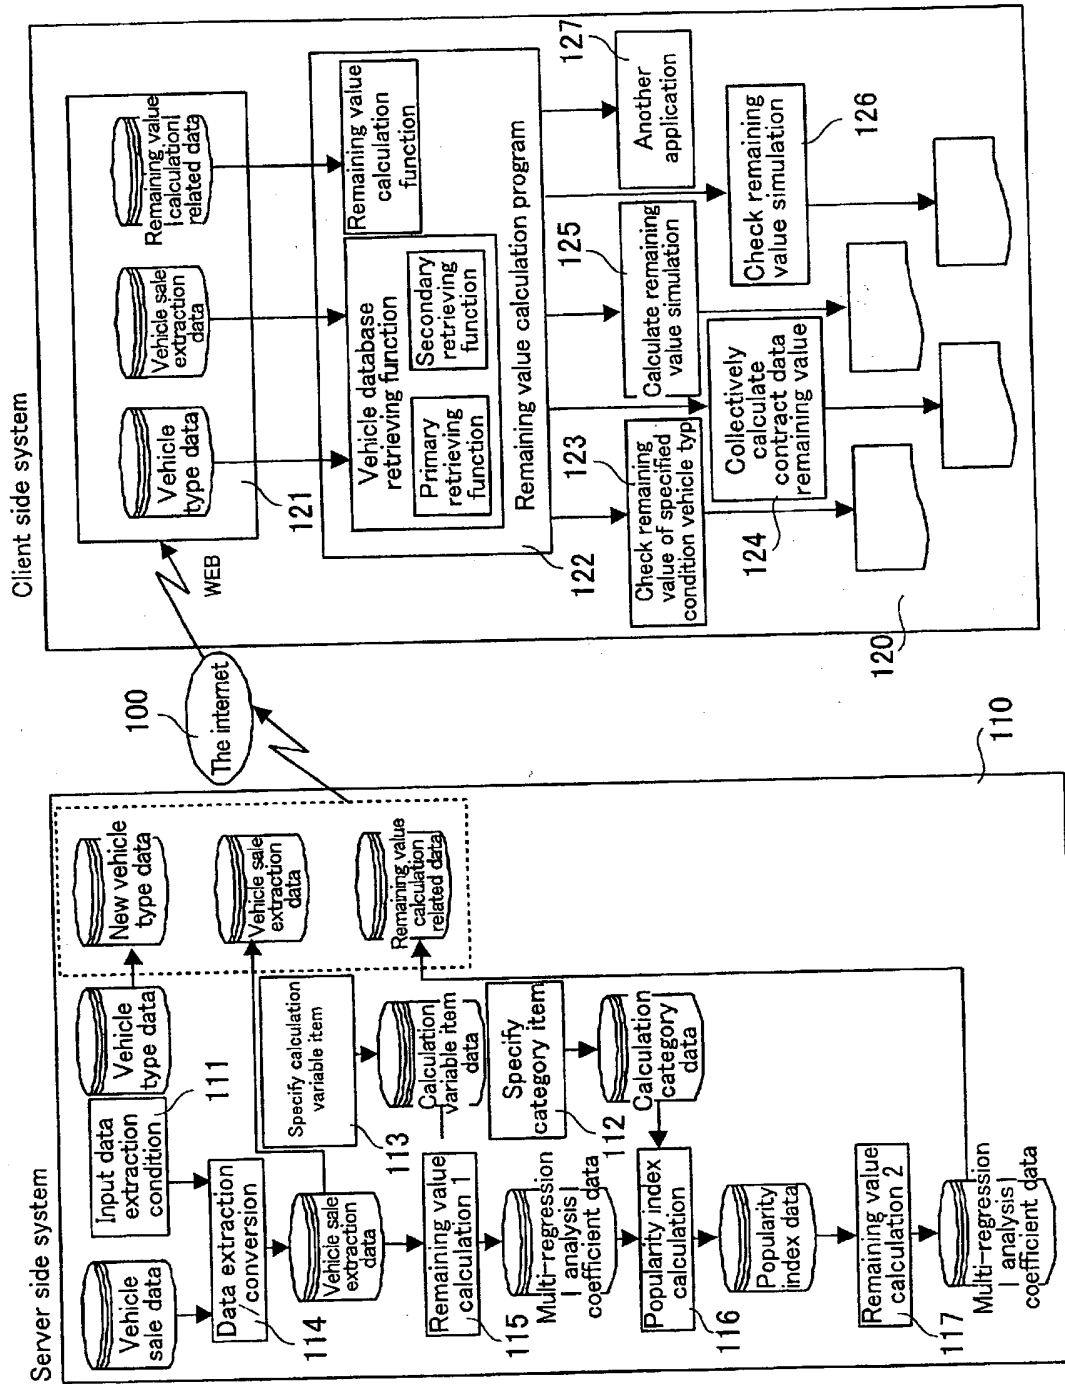 Server side system
Vehicle
sale data
Input data
extraction
condition
111
Vehicle
type data
New vehicle
type data
Data extraction
/conversion
114
Vehicle sale
extraction
data
Specify calculation
variable item
113
Vehicle sale
extraction
data
Remaining value
calculation 1
115
Calculation
variable item
data
Remaining value
calculation
related data
Multi-regression
analysis
coefficient data
Specify
category item
112
Popularity index
calculation
116
Calculation
category
data
Popularity
index data
Remaining value
calculation 2
117
Multi-regression
analysis
coefficient data
110
100
The internet
WEB
Client side system
Vehicle
type data
Vehicle sale
extraction
data
Remaining value
calculation
related data
121
Vehicle database
retrieving function
Primary
retrieving
function
Secondary
retrieving
function
Remaining value
calculation
function
Remaining value calculation program
122
123
Check remaining
value of specified
condition vehicle typ
125
Calculate remaining
value simulation
127
Another
application
Collectively
calculate
contract data
remaining value
124
Check remaining
value simulation
126
120